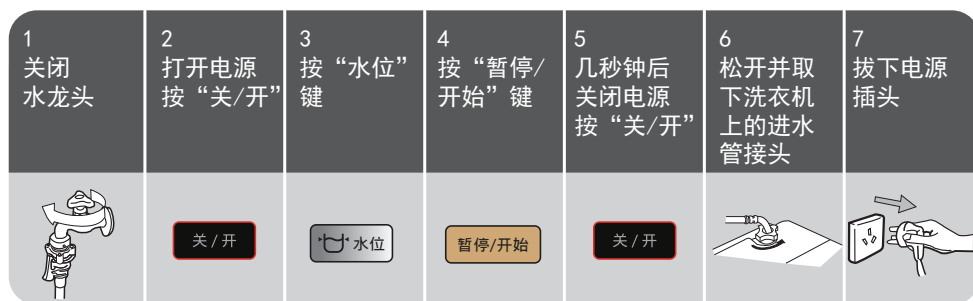 1
关闭
水龙头
2
打开电源
按“关/开”
3
按“水位”
键
4
按“暂停/
开始”键
5
几秒钟后
关闭电源
按“关/开”
6
松开并取
下洗衣机
上的进水
管接头
7
拔下电源
插头
关/开
水位
暂停/开始
关/开